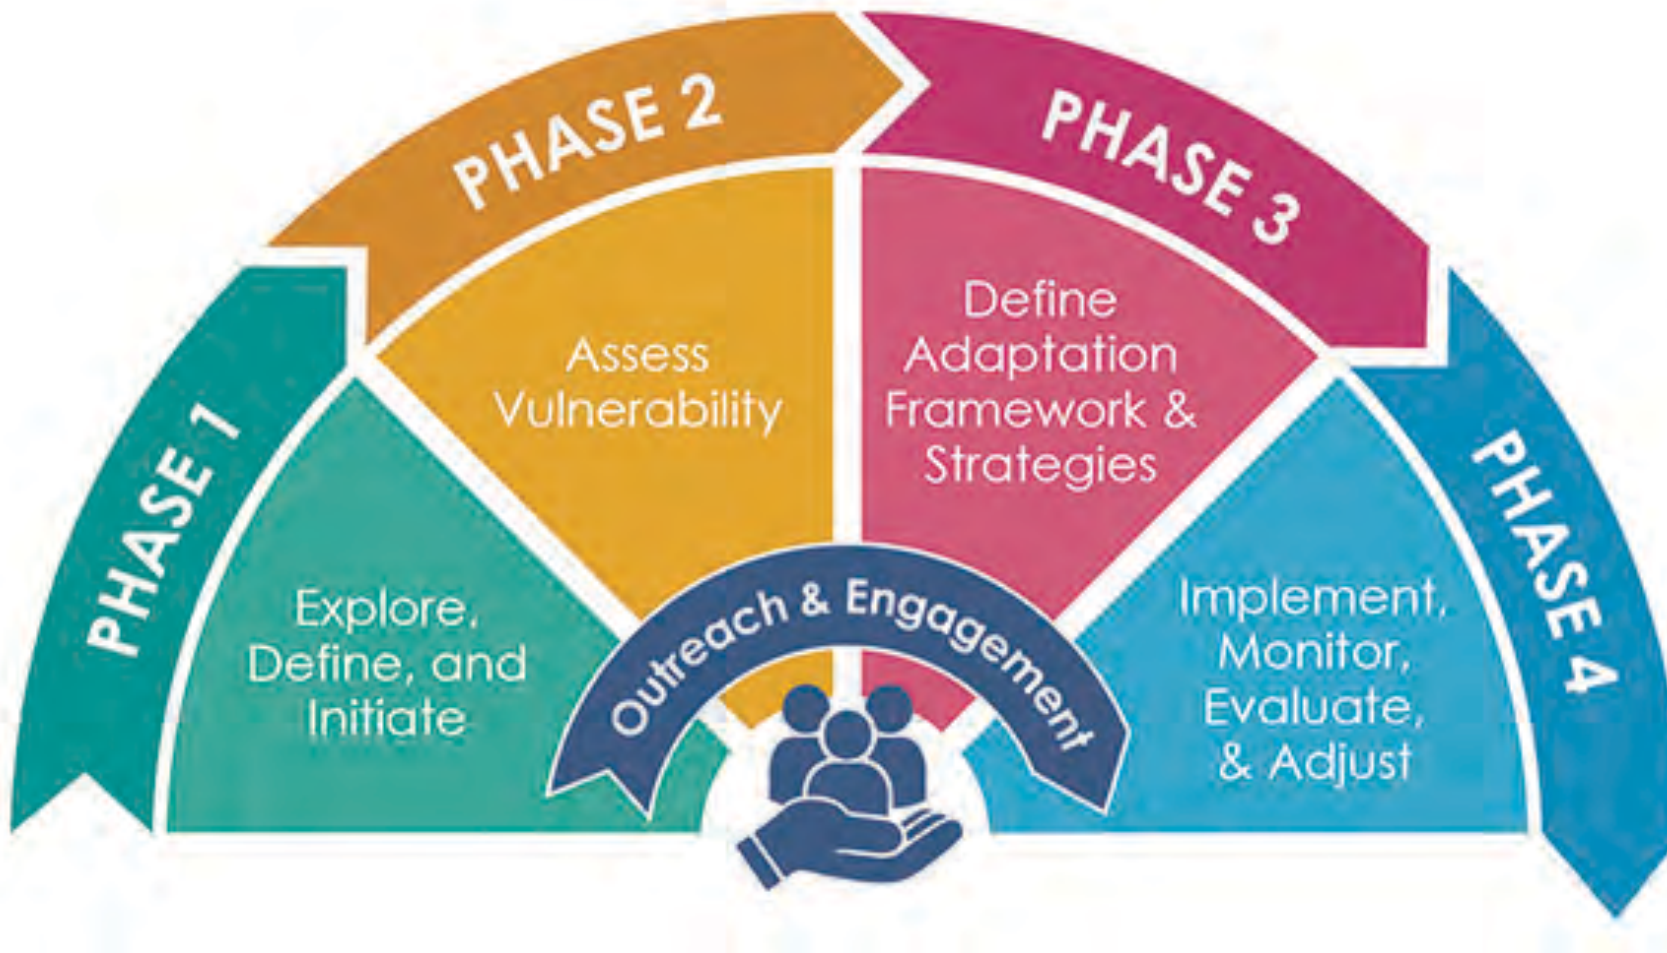 PHASE 1
Explore,
Define, and
Initiate
PHASE 2
Assess
Vulnerability
PHASE 3
Define
Adaptation
Framework &
Strategies
PHASE 4
Implement,
Monitor,
Evaluate,
& Adjust
Outreach & Engagement